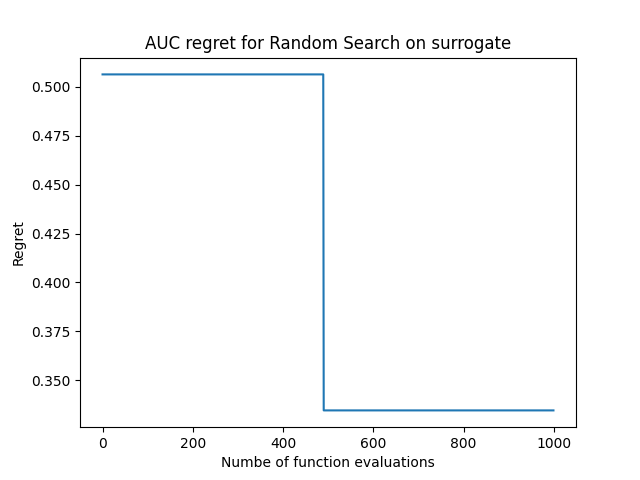 AUC regret for Random Search on surrogate
0.500
0.475
0.450
0.425
0.400
0.375
0.350
Regret
0 200 400 600 800 1000
Numbe of function evaluations